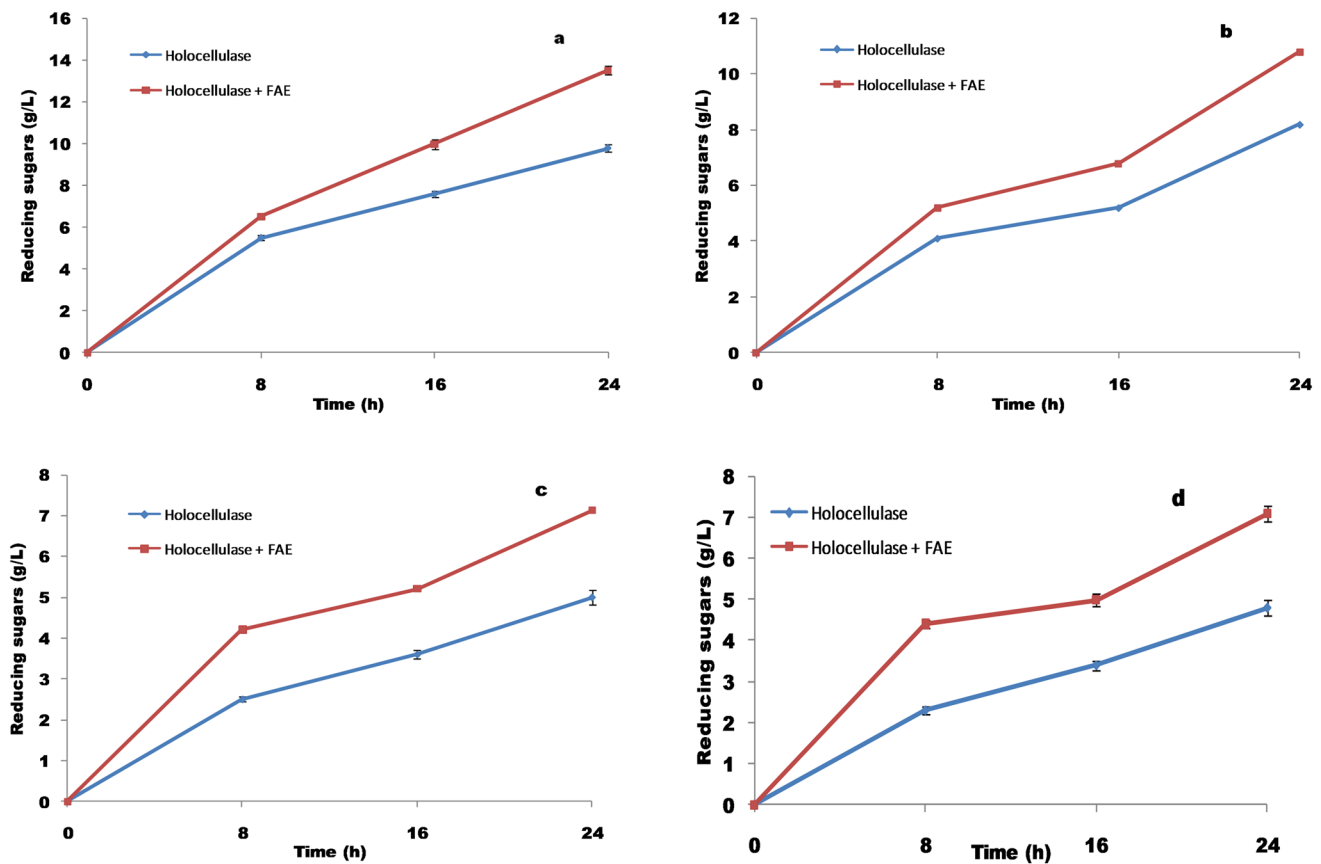 a
Holocellulase
Holocellulase + FAE
Reducing sugars (g/L)
16
14
12
10
8
6
4
2
0
0 8 16 24
Time (h)
b
Holocellulase
Holocellulase + FAE
Reducing sugars (g/L)
12
10
8
6
4
2
0
0 8 16 24
Time (h)
c
Holocellulase
Holocellulase + FAE
Reducing sugars (g/L)
8
7
6
5
4
3
2
1
0
0 8 16 24
Time (h)
d
Holocellulase
Holocellulase + FAE
Reducing sugars (g/L)
8
7
6
5
4
3
2
1
0
0 8 16 24
Time (h)